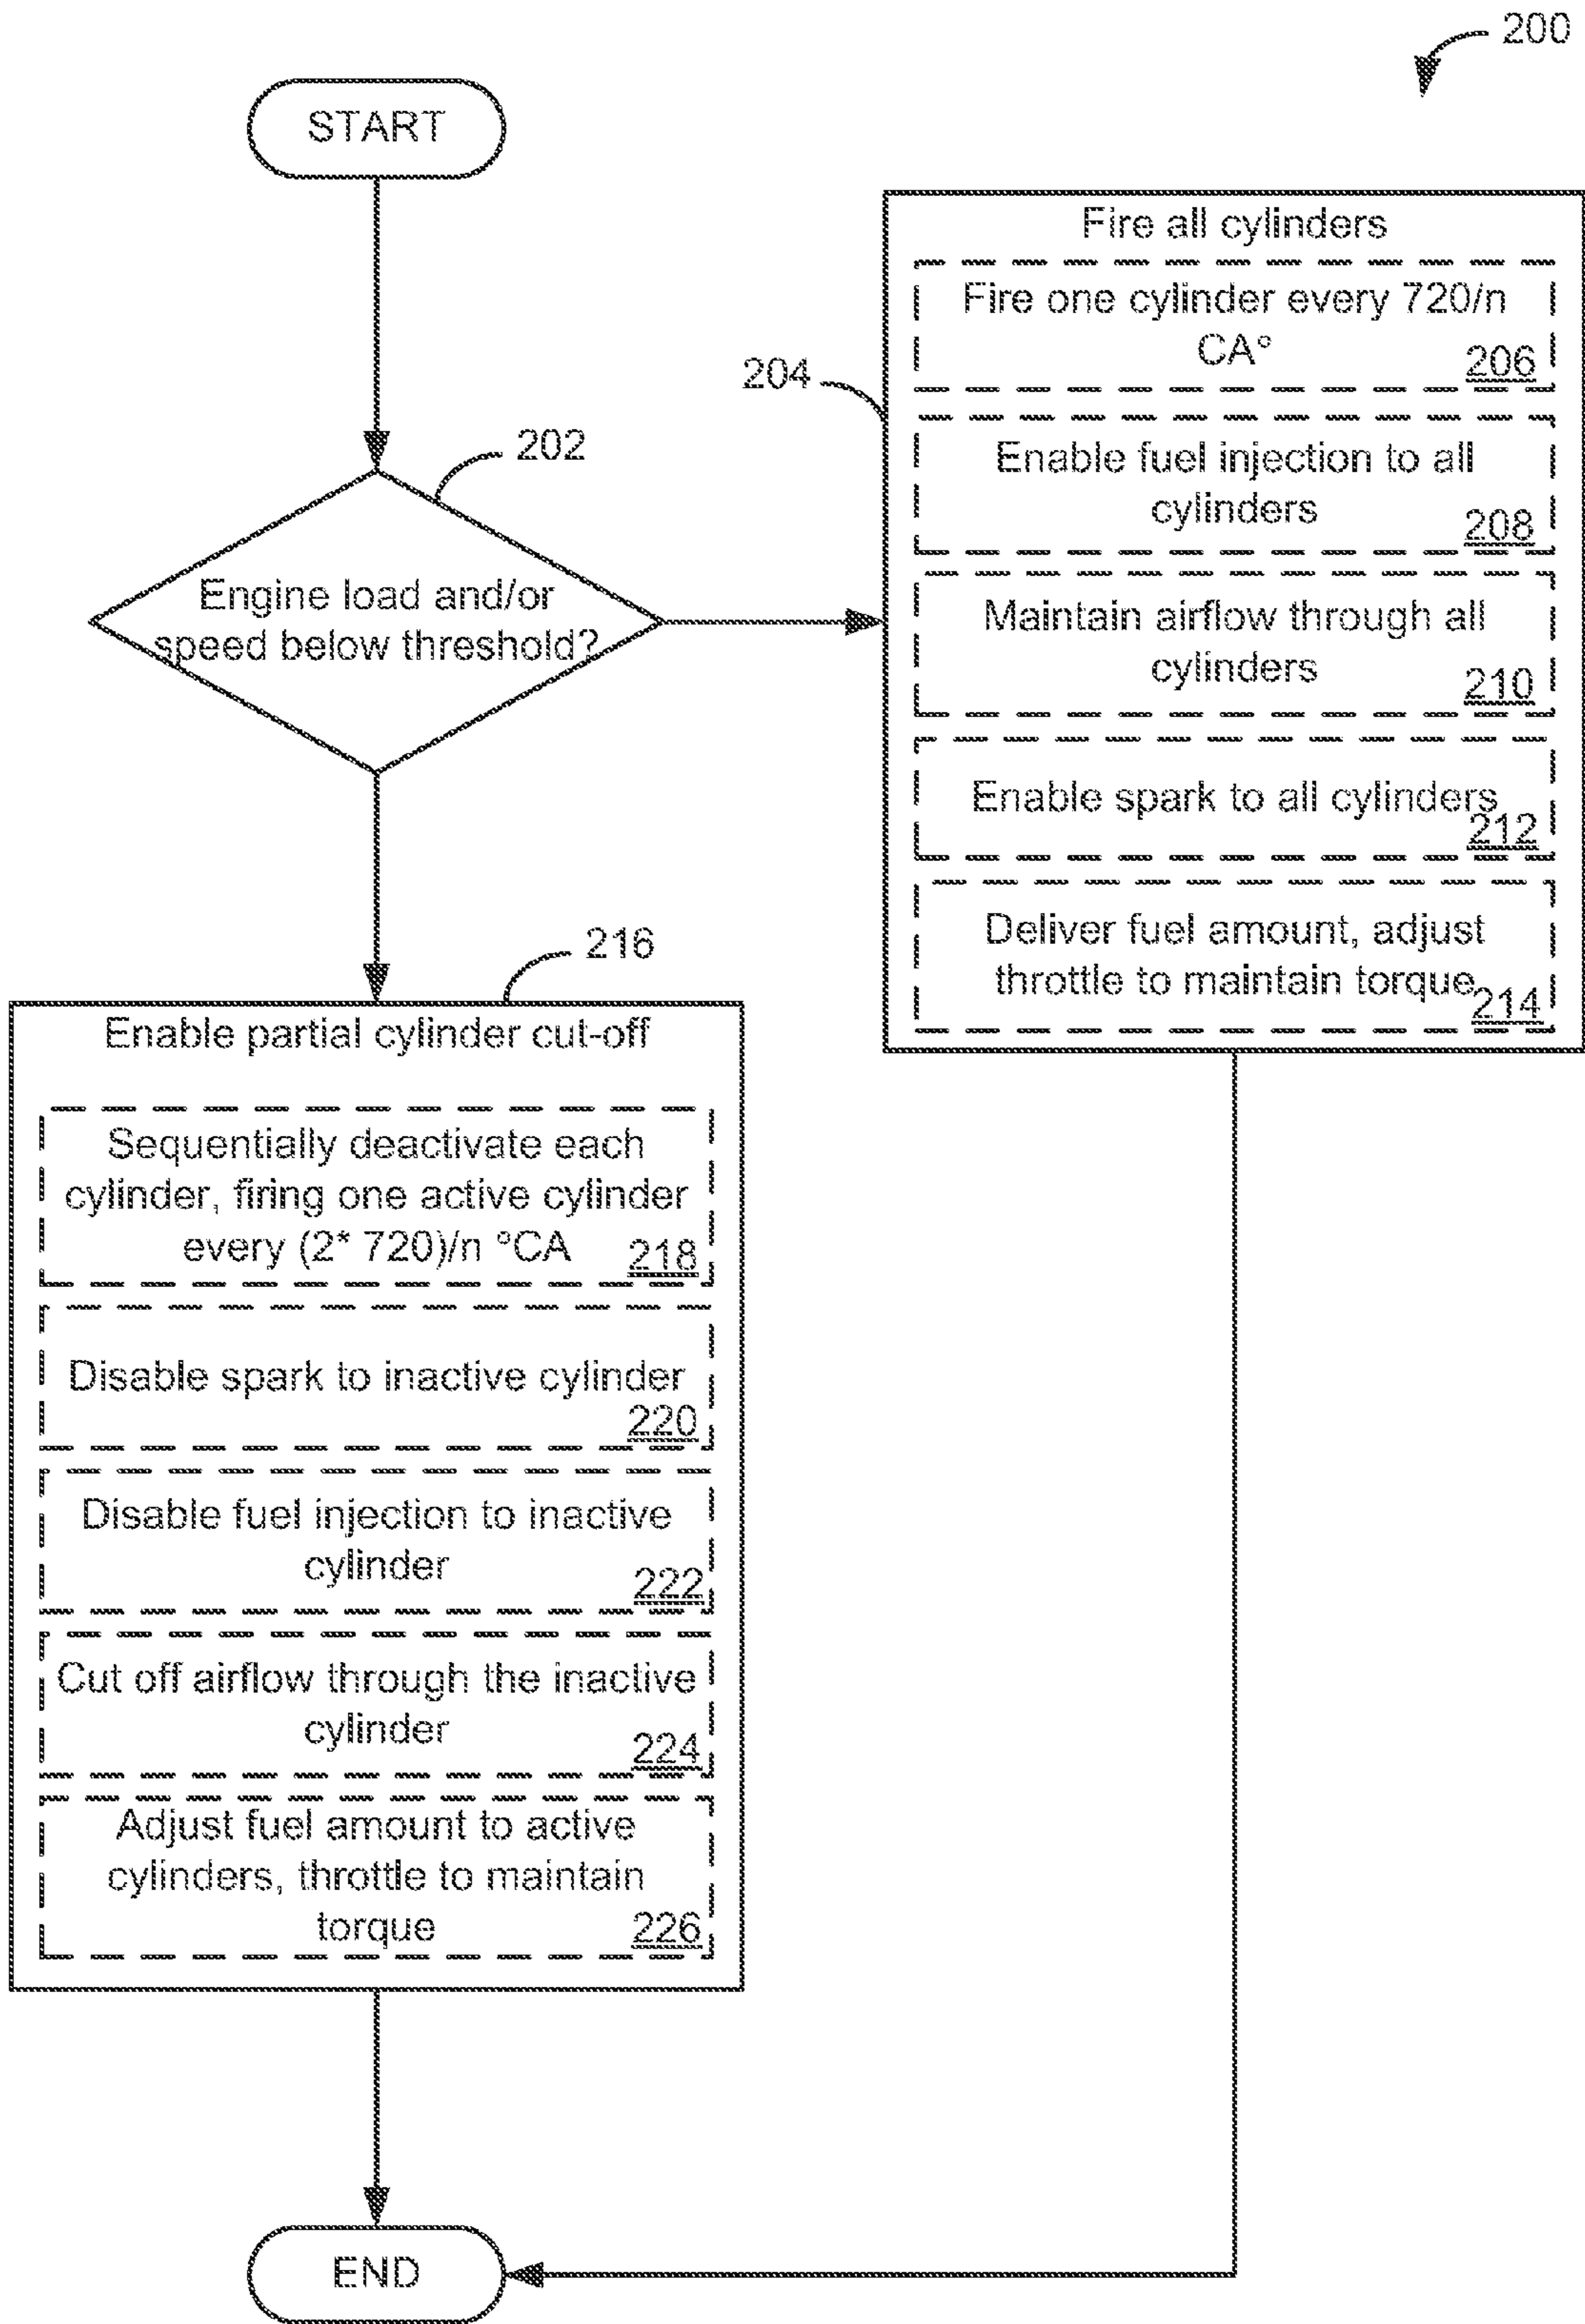 200
START
202
Engine load and/or
speed below threshold?
204
Fire all cylinders
Fire one cylinder every 720/n
CA°
206
Enable fuel injection to all
cylinders
208
Maintain airflow through all
cylinders
210
Enable spark to all cylinders
212
Deliver fuel amount, adjust
throttle to maintain torque
214
216
Enable partial cylinder cut-off
Sequentially deactivate each
cylinder, firing one active cylinder
every (2* 720)/n °CA
218
Disable spark to inactive cylinder
220
Disable fuel injection to inactive
cylinder
222
Cut off airflow through the inactive
cylinder
224
Adjust fuel amount to active
cylinders, throttle to maintain
torque
226
END